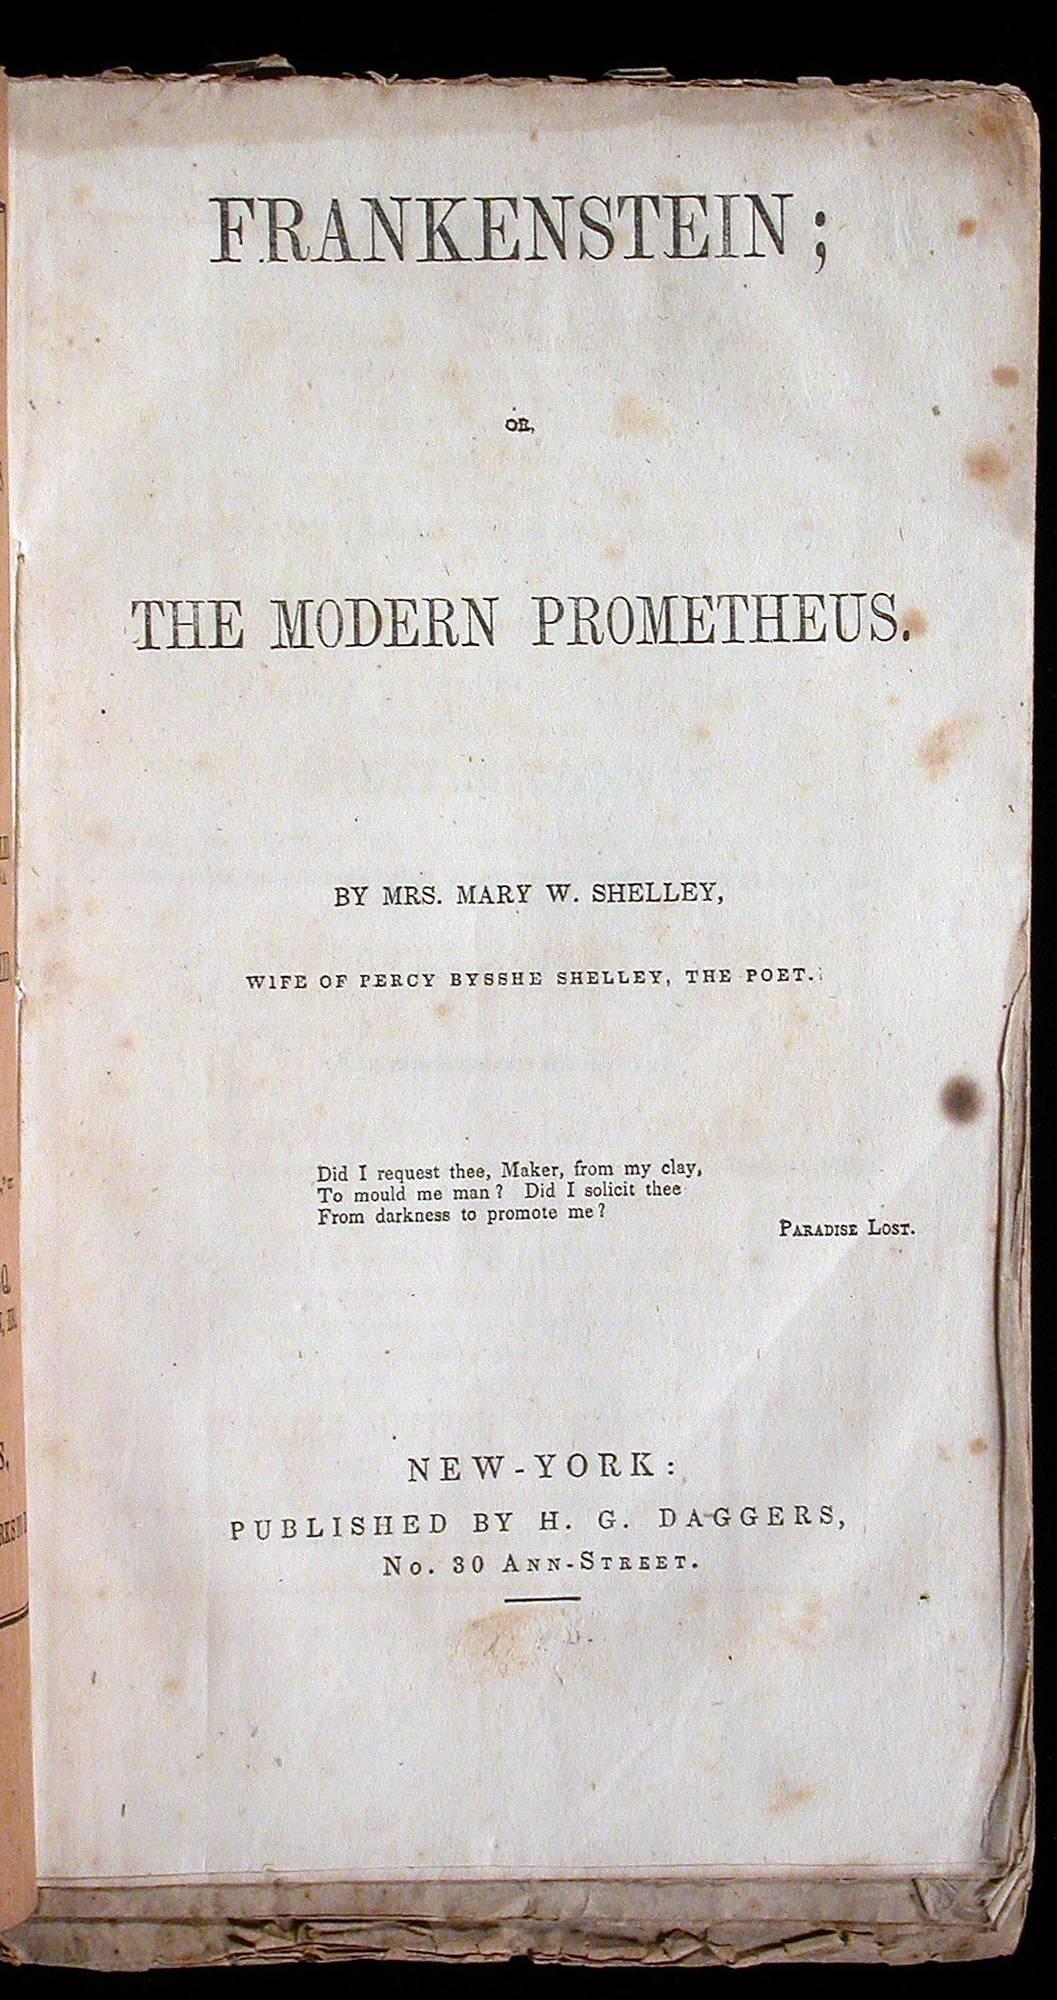 FRANKENSTEIN;
OR,
THE MODERN PROMETHEUS.
BY MRS. MARY W. SHELLEY,
WIFE OF PERCY BYSSHE SHELLEY, THE POET.
Did I request thee, Maker, from my clay,
To mould me man? Did I solicit thee
From darkness to promote me?
PARADISE LOST.
NEW-YORK:
PUBLISHED BY H. G. DAGGERS,
No. 30 ANN-STREET.